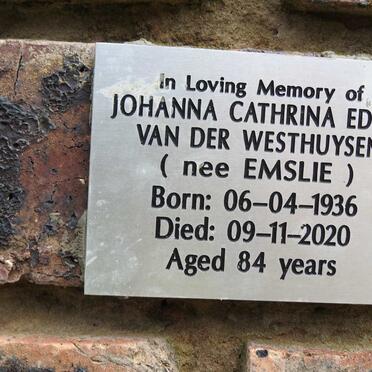 In Loving Memory of
JOHANNA CATHRINA ED
VAN DER WESTHUYSEN
( nee EMSLIE )
Born: 06–04–1936
Died: 09–11–2020
Aged 84 years